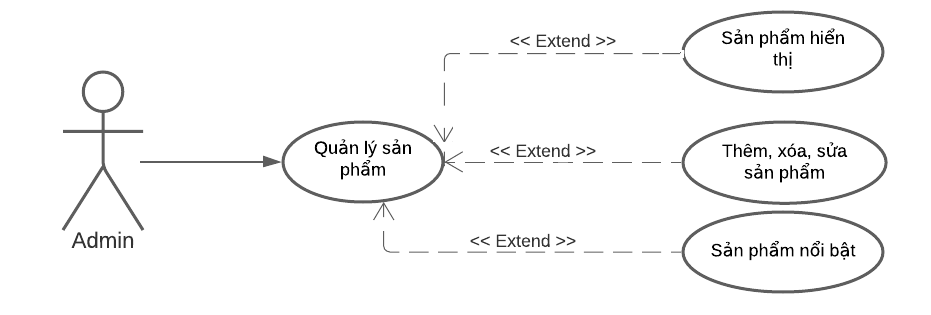 << Extend >>
Sản phẩm hiển
thị
Quản lý sản
phẩm
<< Extend >>
Thêm, xóa, sửa
sản phẩm
Admin
<< Extend >>
Sản phẩm nổi bật